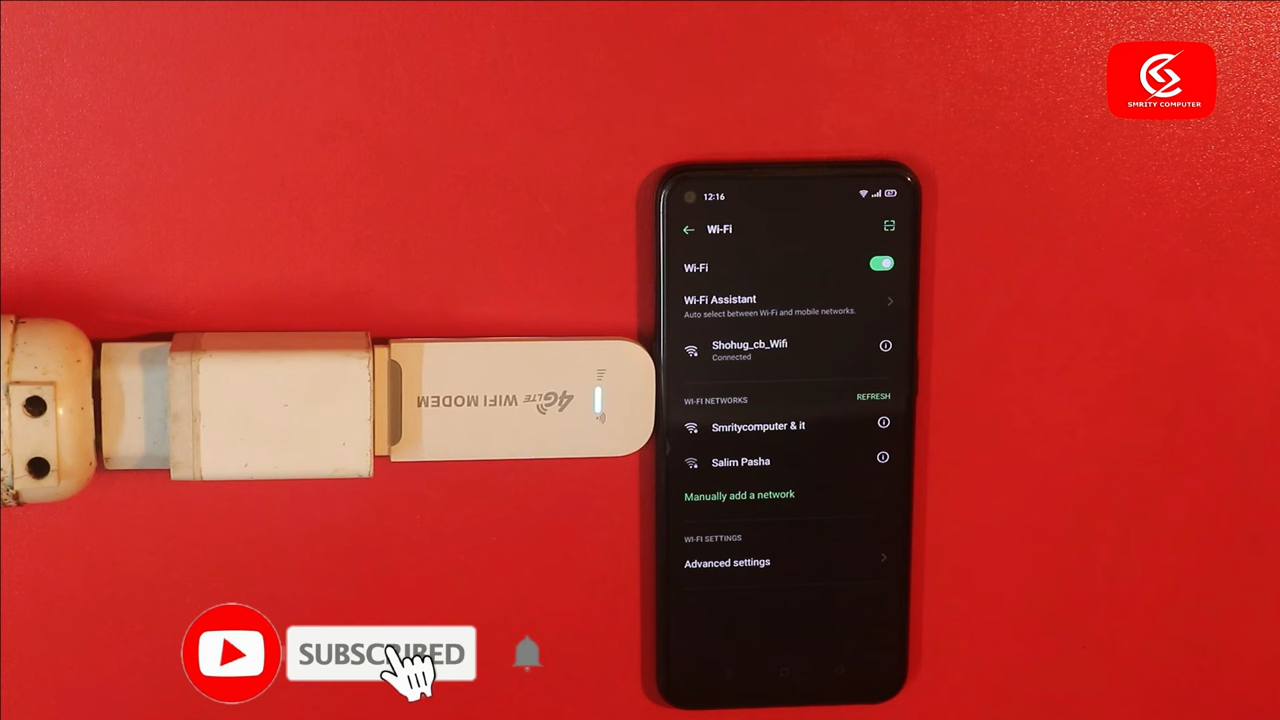 SMRITY COMPUTER
12:16
Wi-Fi
Wi-Fi
Wi-Fi Assistant
Auto select between Wi-Fi and mobile networks.
Shohug_cb_Wifi
Connected
WI-FI NETWORKS
REFRESH
Smritycomputer & it
Salim Pasha
Manually add a network
WI-FI SETTINGS
Advanced settings
4G LTE WIFI MODEM
SUBSCRIBED